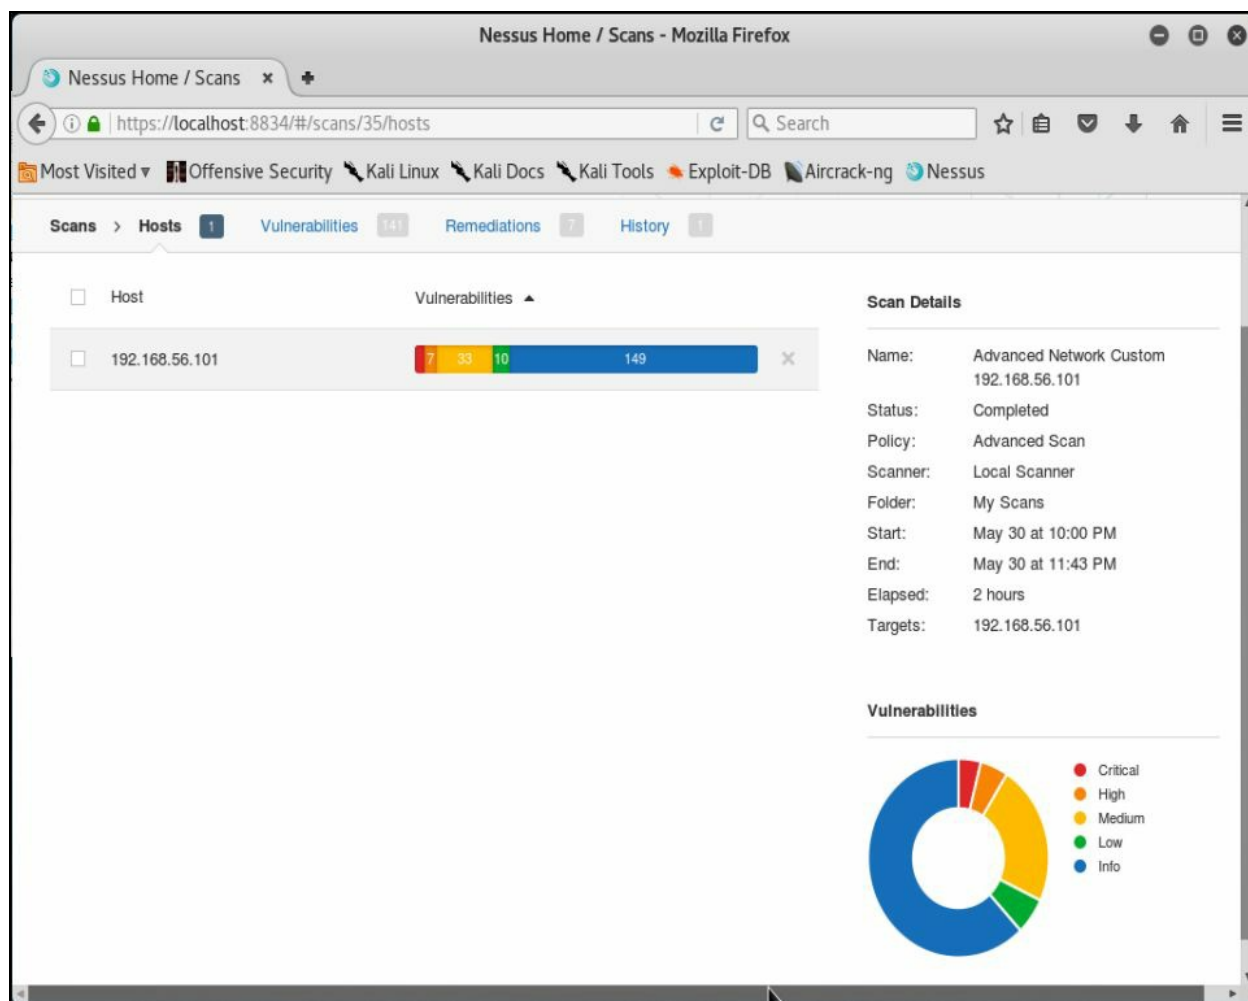 Nessus Home / Scans - Mozilla Firefox
Nessus Home / Scans
https://localhost:8834/#/scans/35/hosts
Search
Most Visited
Offensive Security
Kali Linux
Kali Docs
Kali Tools
Exploit-DB
Aircrack-ng
Nessus
Scans > Hosts 1 Vulnerabilities 141 Remediations 7 History 1
Host Vulnerabilities
192.168.56.101 7 33 10 149
Scan Details
Name: Advanced Network Custom
192.168.56.101
Status: Completed
Policy: Advanced Scan
Scanner: Local Scanner
Folder: My Scans
Start: May 30 at 10:00 PM
End: May 30 at 11:43 PM
Elapsed: 2 hours
Targets: 192.168.56.101
Vulnerabilities
Critical
High
Medium
Low
Info